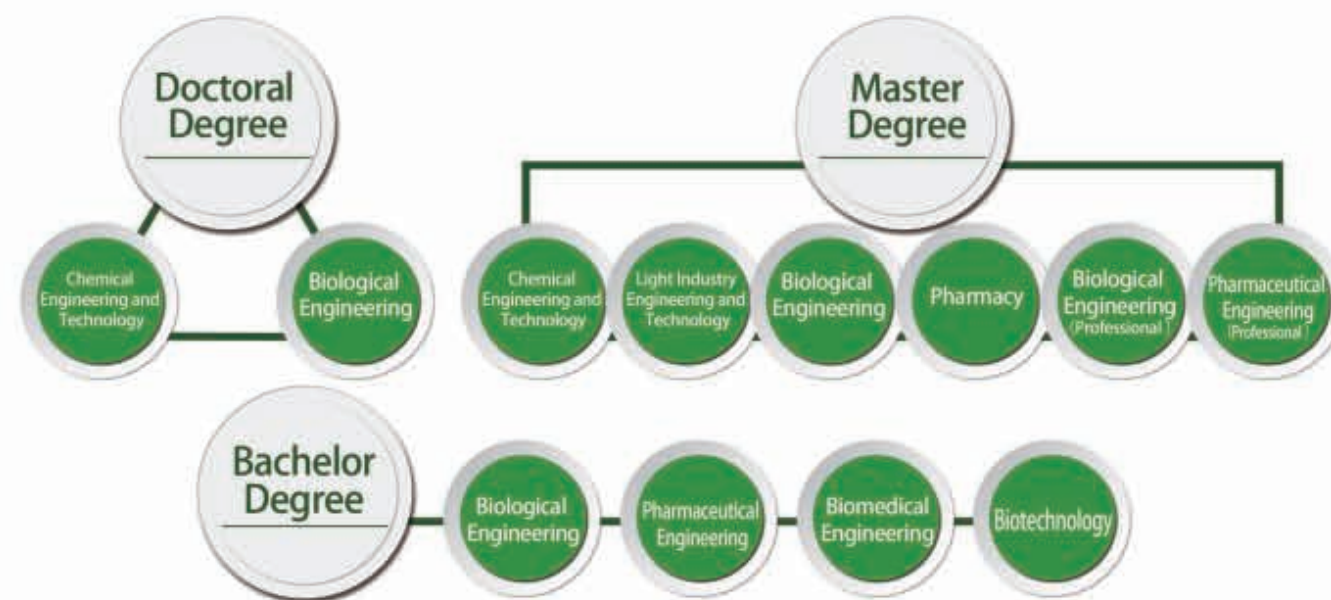 Doctoral
Degree
Chemical
Engineering and
Technology
Biological
Engineering
Master
Degree
Chemical
Engineering and
Technology
Light Industry
Engineering and
Technology
Biological
Engineering
Pharmacy
Biological
Engineering
(Professional)
Pharmaceutical
Engineering
(Professional)
Bachelor
Degree
Biological
Engineering
Pharmaceutical
Engineering
Biomedical
Engineering
Biotechnology